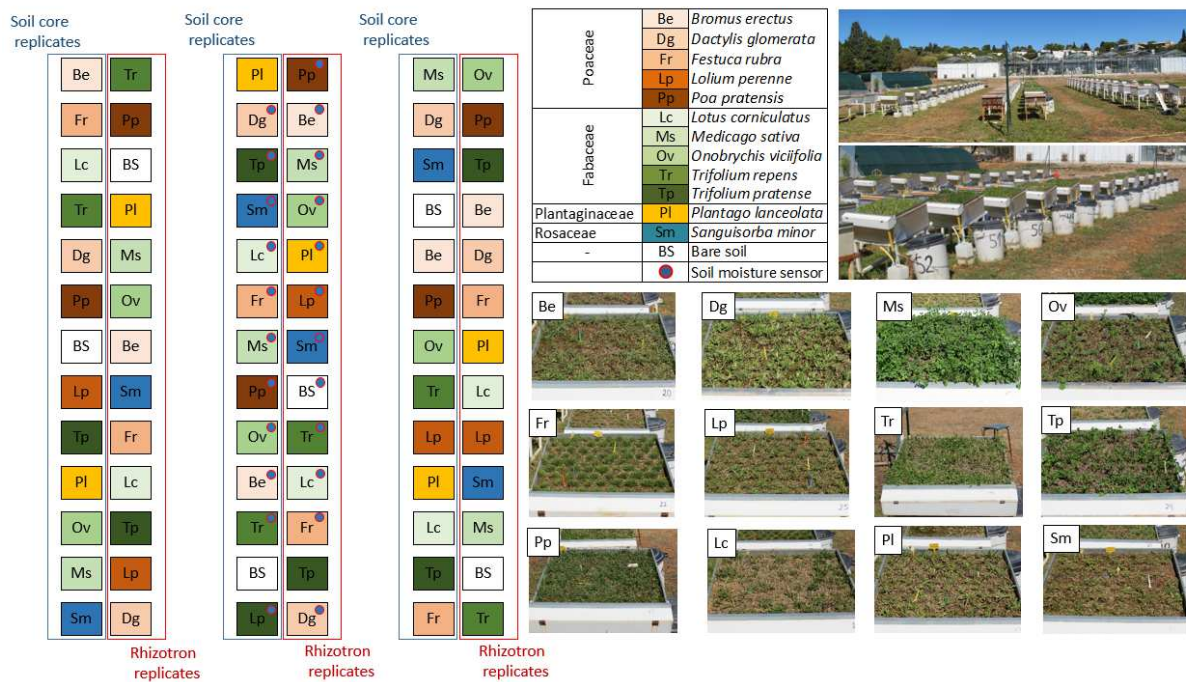 Soil core
replicates
Be Tr
Fr Pp
Lc BS
Tr Pl
Dg Ms
Pp Ov
BS Be
Lp Sm
Tp Fr
Pl Lc
Ov Tp
Ms Lp
Sm Dg
Rhizotron
replicates
Soil core
replicates
Pl Pp
Dg Be
Tp Ms
Sm Ov
Lc Pl
Fr Lp
Ms Sm
Pp BS
Ov Tr
Be Lc
Tr Fr
BS Tp
Lp Dg
Rhizotron
replicates
Soil core
replicates
Ms Ov
Dg Pp
Sm Tp
BS Be
Be Dg
Pp Fr
Ov Pl
Tr Lc
Lp Lp
Pl Sm
Lc Ms
Tp BS
Fr Tr
Rhizotron
replicates
Poaceae
Be Bromus erectus
Dg Dactylis glomerata
Fr Festuca rubra
Lp Lolium perenne
Pp Poa pratensis
Fabaceae
Lc Lotus corniculatus
Ms Medicago sativa
Ov Onobrychis viciifolia
Tr Trifolium repens
Tp Trifolium pratense
Plantaginaceae Pl Plantago lanceolata
Rosaceae Sm Sanguisorba minor
- BS Bare soil
Soil moisture sensor
52
Be Dg Ms Ov
20
Fr Lp Tr Tp
25
Pp Lc Pl Sm